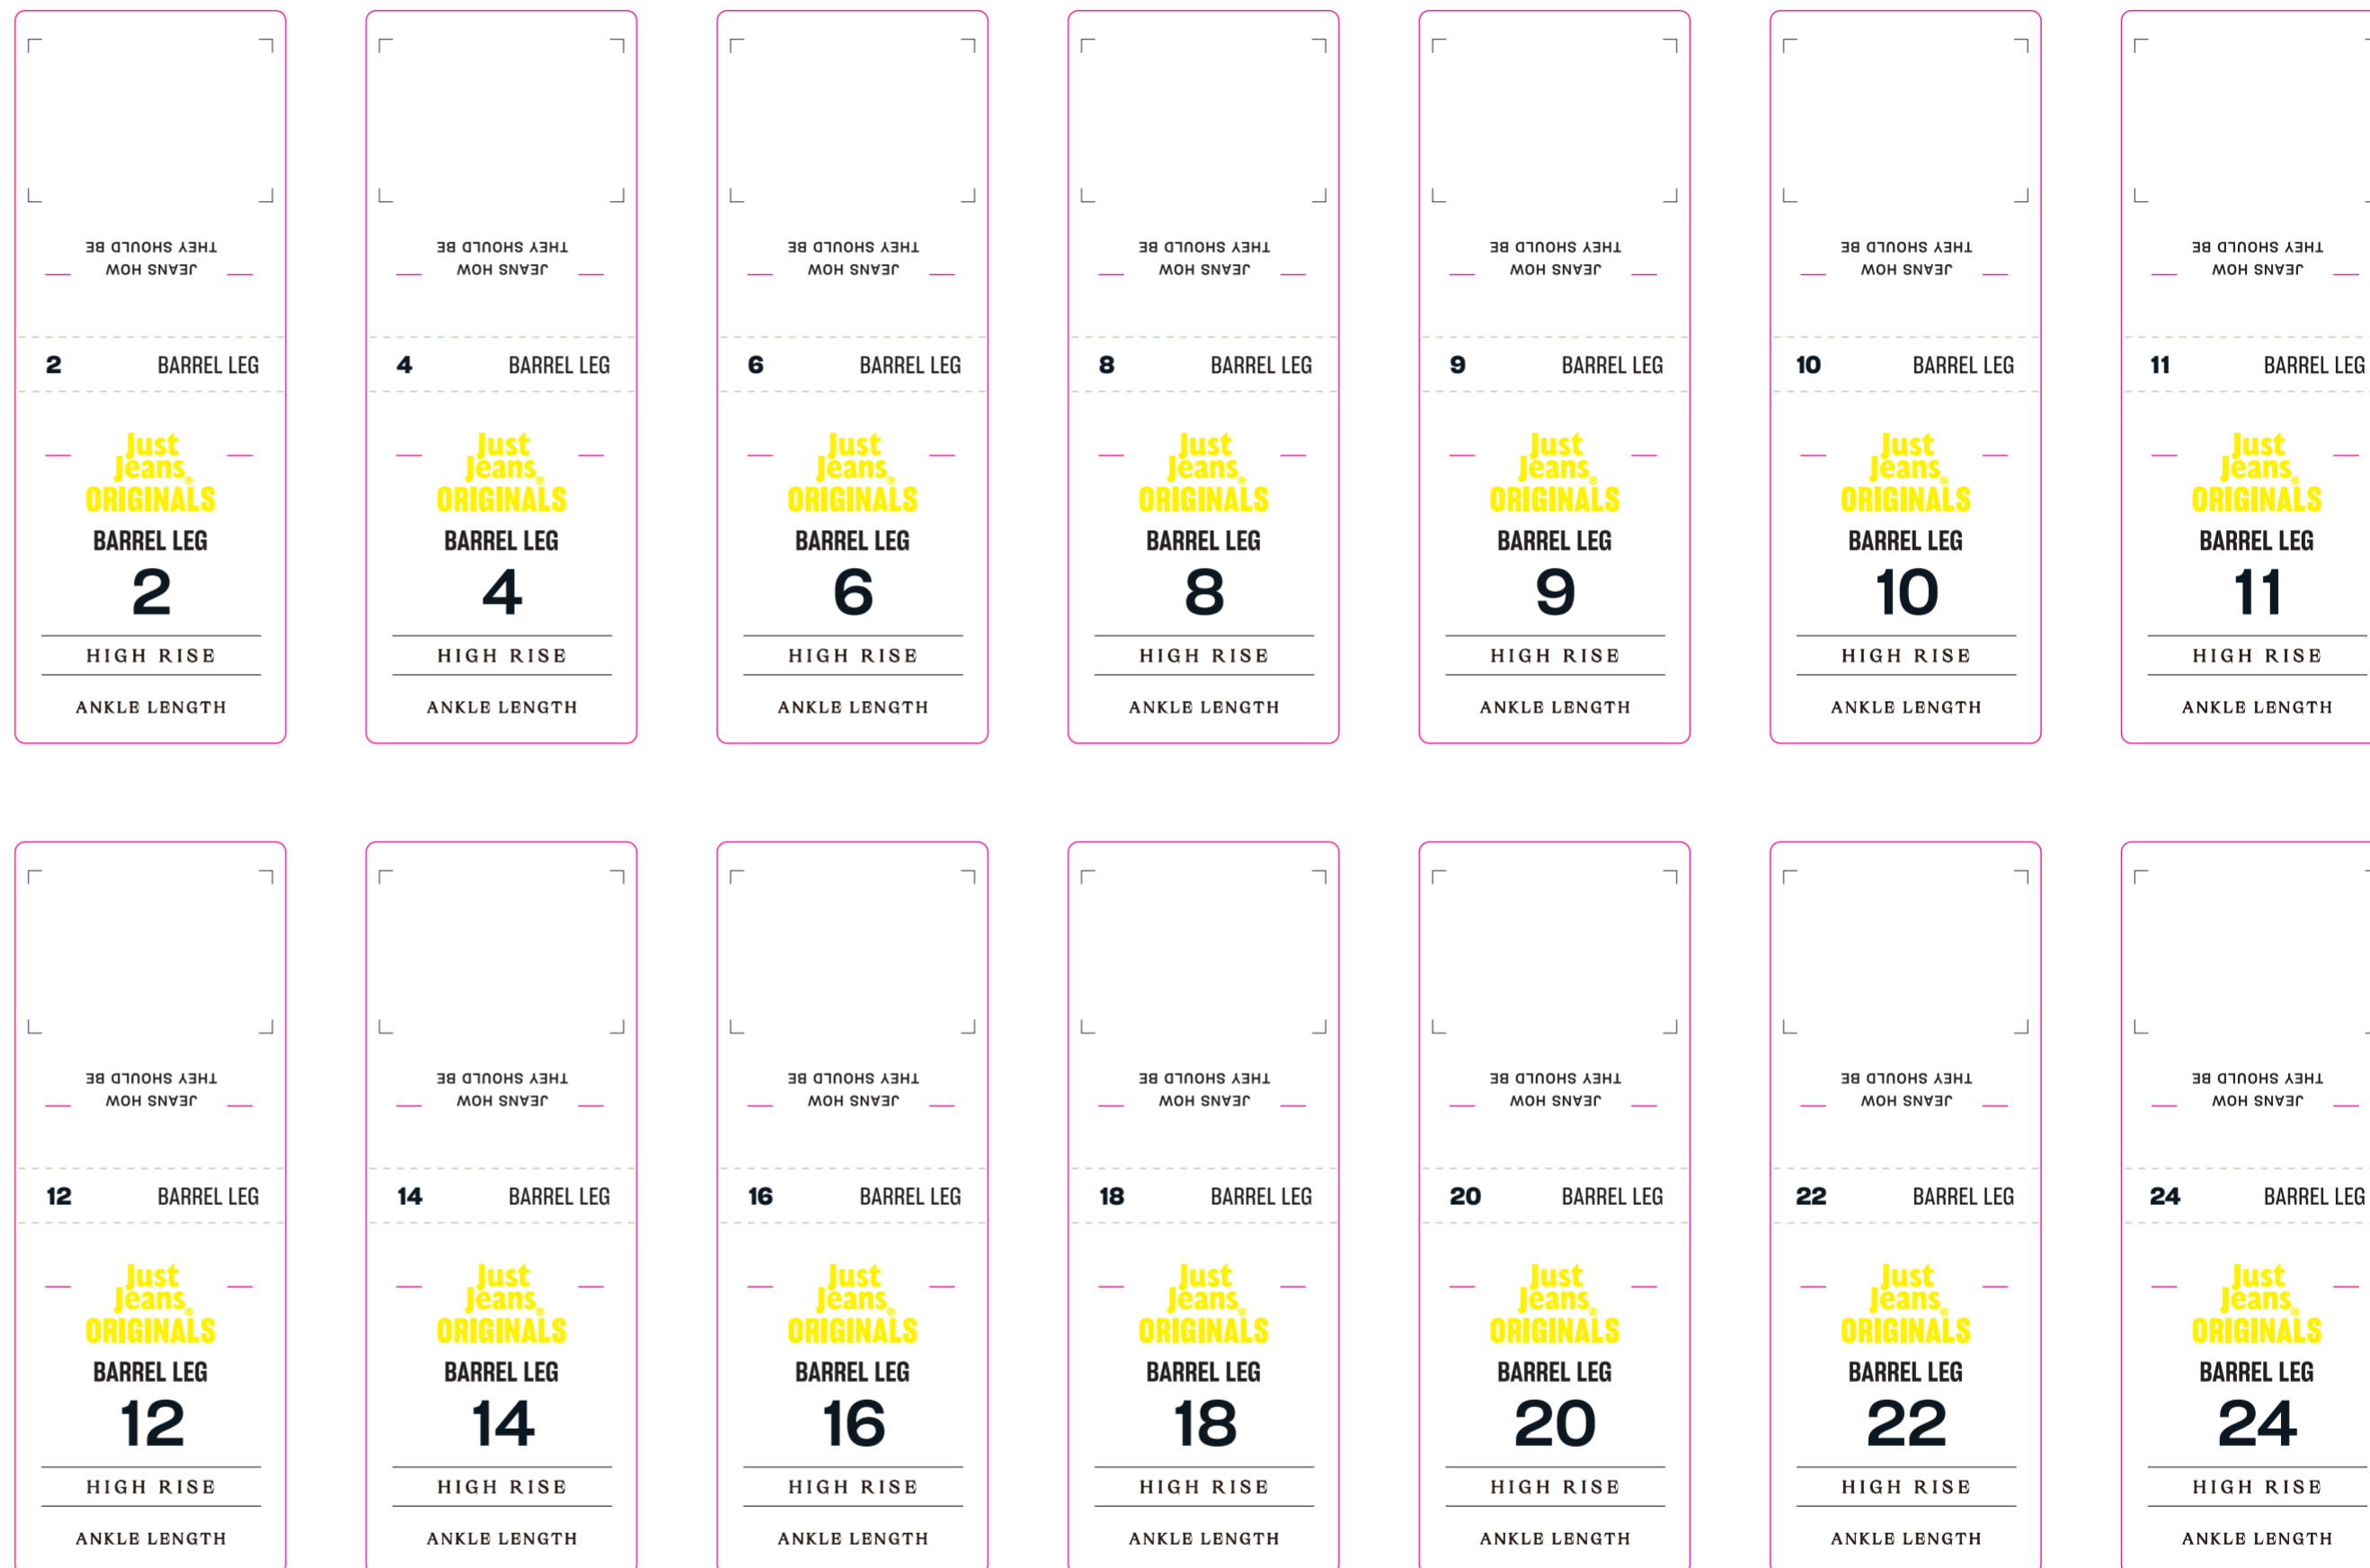 THEY SHOULD BE
JEANS HOW
2 BARREL LEG
Just
Jeans®
ORIGINALS
BARREL LEG
2
HIGH RISE
ANKLE LENGTH
THEY SHOULD BE
JEANS HOW
4 BARREL LEG
Just
Jeans®
ORIGINALS
BARREL LEG
4
HIGH RISE
ANKLE LENGTH
THEY SHOULD BE
JEANS HOW
6 BARREL LEG
Just
Jeans®
ORIGINALS
BARREL LEG
6
HIGH RISE
ANKLE LENGTH
THEY SHOULD BE
JEANS HOW
8 BARREL LEG
Just
Jeans®
ORIGINALS
BARREL LEG
8
HIGH RISE
ANKLE LENGTH
THEY SHOULD BE
JEANS HOW
9 BARREL LEG
Just
Jeans®
ORIGINALS
BARREL LEG
9
HIGH RISE
ANKLE LENGTH
THEY SHOULD BE
JEANS HOW
10 BARREL LEG
Just
Jeans®
ORIGINALS
BARREL LEG
10
HIGH RISE
ANKLE LENGTH
THEY SHOULD BE
JEANS HOW
11 BARREL LEG
Just
Jeans®
ORIGINALS
BARREL LEG
11
HIGH RISE
ANKLE LENGTH
THEY SHOULD BE
JEANS HOW
12 BARREL LEG
Just
Jeans®
ORIGINALS
BARREL LEG
12
HIGH RISE
ANKLE LENGTH
THEY SHOULD BE
JEANS HOW
14 BARREL LEG
Just
Jeans®
ORIGINALS
BARREL LEG
14
HIGH RISE
ANKLE LENGTH
THEY SHOULD BE
JEANS HOW
16 BARREL LEG
Just
Jeans®
ORIGINALS
BARREL LEG
16
HIGH RISE
ANKLE LENGTH
THEY SHOULD BE
JEANS HOW
18 BARREL LEG
Just
Jeans®
ORIGINALS
BARREL LEG
18
HIGH RISE
ANKLE LENGTH
THEY SHOULD BE
JEANS HOW
20 BARREL LEG
Just
Jeans®
ORIGINALS
BARREL LEG
20
HIGH RISE
ANKLE LENGTH
THEY SHOULD BE
JEANS HOW
22 BARREL LEG
Just
Jeans®
ORIGINALS
BARREL LEG
22
HIGH RISE
ANKLE LENGTH
THEY SHOULD BE
JEANS HOW
24 BARREL LEG
Just
Jeans®
ORIGINALS
BARREL LEG
24
HIGH RISE
ANKLE LENGTH